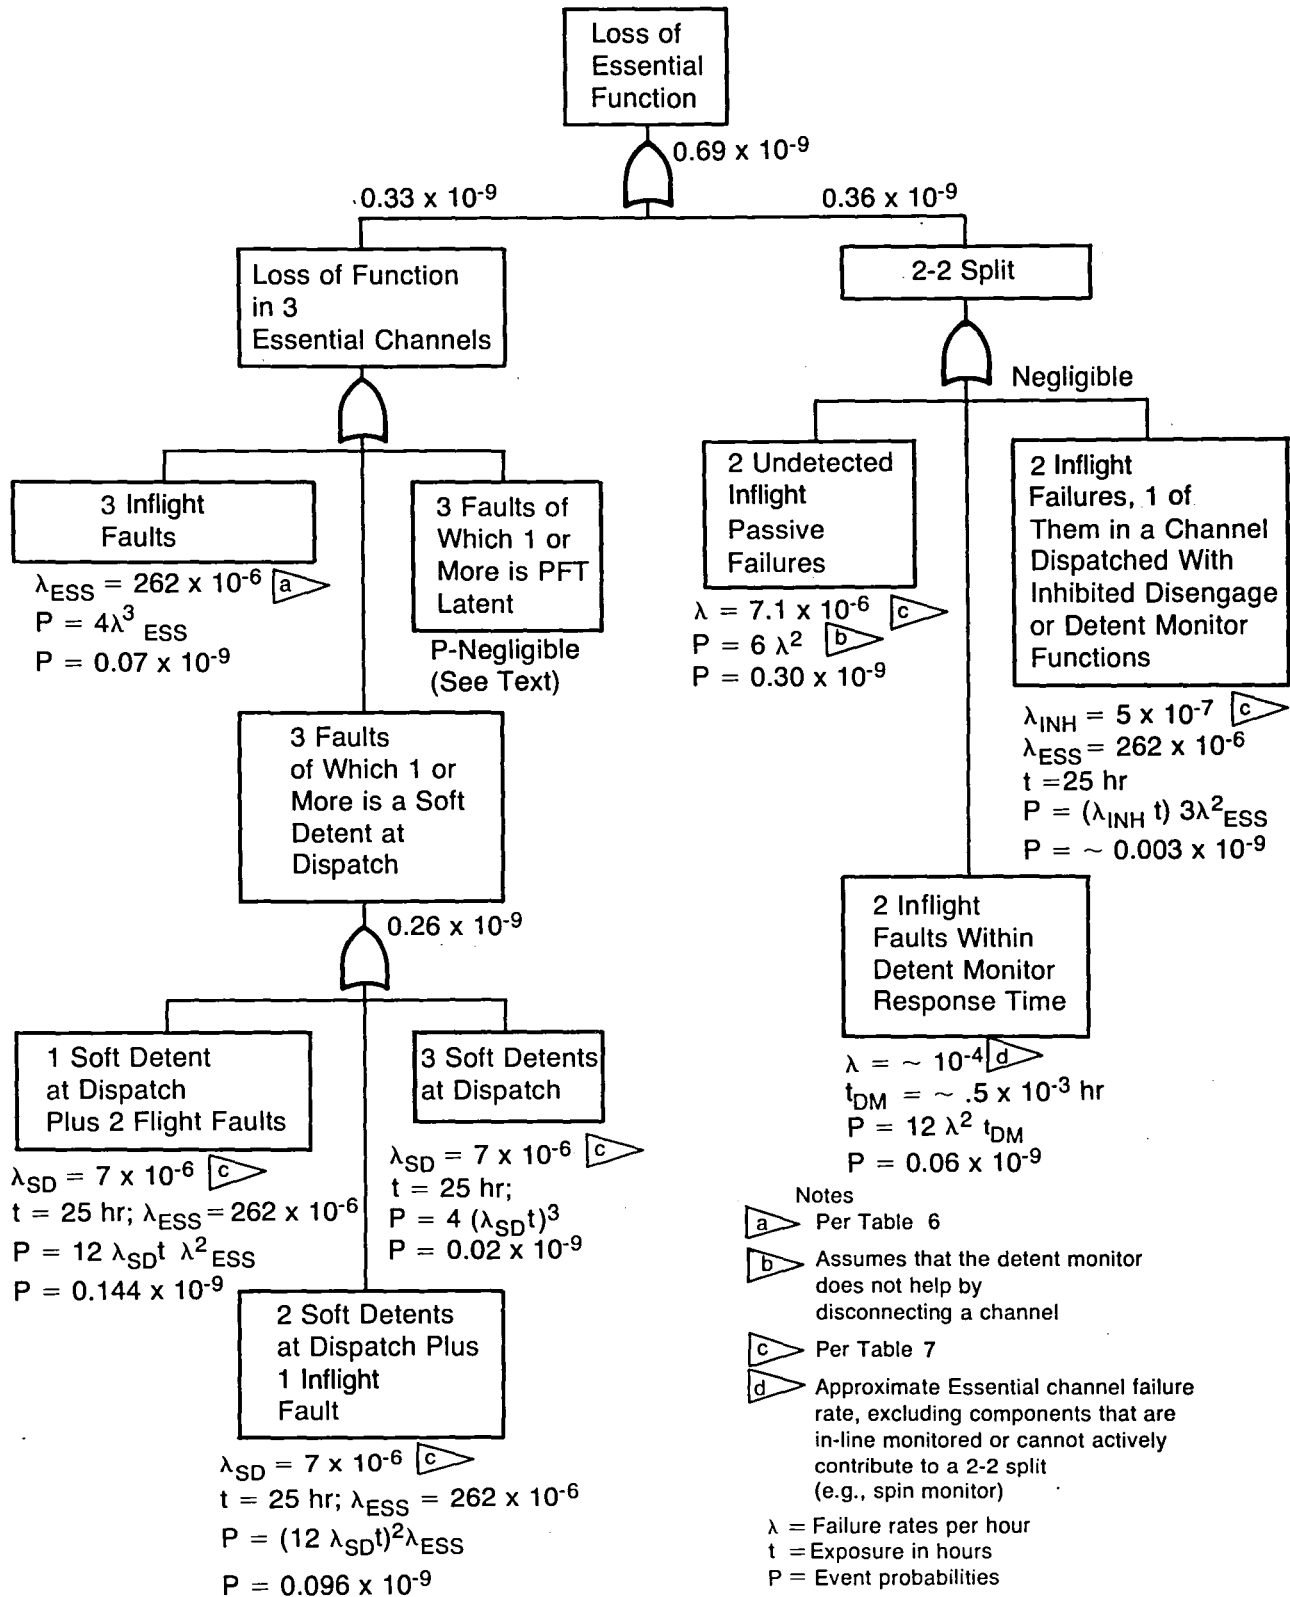 Loss of
Essential
Function
0.69 x 10-9
0.33 x 10-9
0.36 x 10-9
Loss of Function
in 3
Essential Channels
2-2 Split
Negligible
3 Inflight
Faults
λESS = 262 x 10-6 a
P = 4λ3 ESS
P = 0.07 x 10-9
3 Faults of
Which 1 or
More is PFT
Latent
P-Negligible
(See Text)
2 Undetected
Inflight
Passive
Failures
λ = 7.1 x 10-6 c
P = 6 λ2 b
P = 0.30 x 10-9
2 Inflight
Failures, 1 of
Them in a Channel
Dispatched With
Inhibited Disengage
or Detent Monitor
Functions
λINH = 5 x 10-7 c
λESS = 262 x 10-6
t =25 hr
P = (λINH t) 3λ2ESS
P = ~ 0.003 x 10-9
3 Faults
of Which 1 or
More is a Soft
Detent at
Dispatch
0.26 x 10-9
2 Inflight
Faults Within
Detent Monitor
Response Time
λ = ~ 10-4 d
tDM = ~ .5 x 10-3 hr
P = 12 λ2 tDM
P = 0.06 x 10-9
1 Soft Detent
at Dispatch
Plus 2 Flight Faults
λSD = 7 x 10-6 c
t = 25 hr; λESS = 262 x 10-6
P = 12 λSDt λ2ESS
P = 0.144 x 10-9
3 Soft Detents
at Dispatch
λSD = 7 x 10-6 c
t = 25 hr;
P = 4 (λSDt)3
P = 0.02 x 10-9
2 Soft Detents
at Dispatch Plus
1 Inflight
Fault
λSD = 7 x 10-6 c
t = 25 hr; λESS = 262 x 10-6
P = (12 λSDt)2λESS
P = 0.096 x 10-9
Notes
a Per Table 6
b Assumes that the detent monitor
does not help by
disconnecting a channel
c Per Table 7
d Approximate Essential channel failure
rate, excluding components that are
in-line monitored or cannot actively
contribute to a 2-2 split
(e.g., spin monitor)
λ = Failure rates per hour
t = Exposure in hours
P = Event probabilities